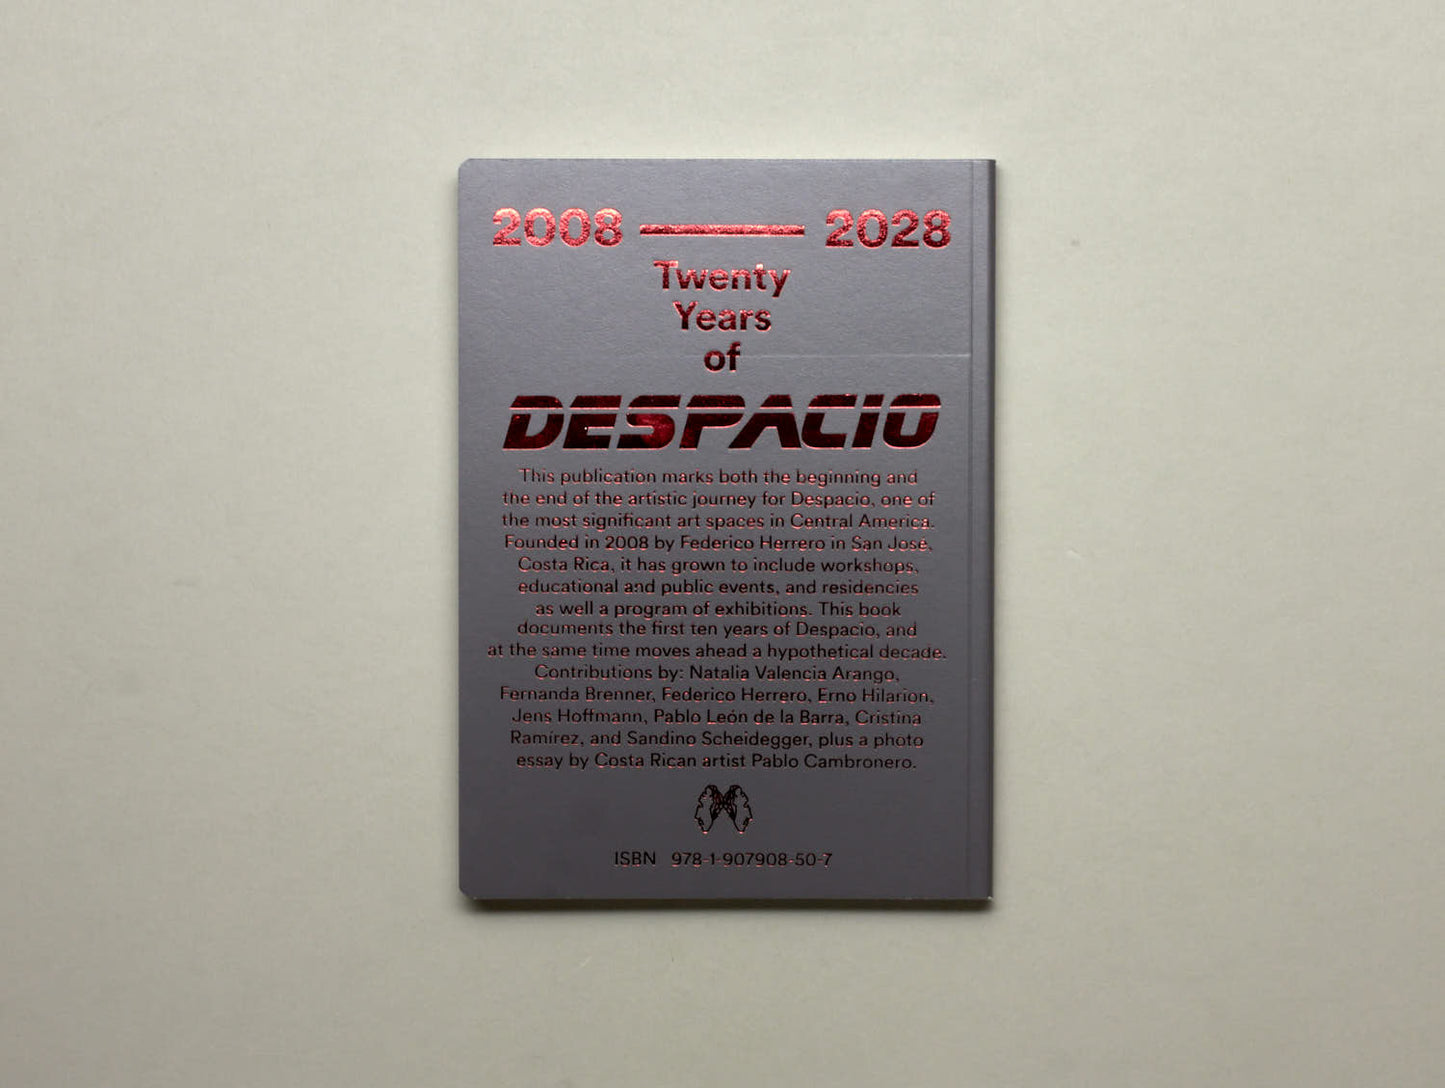 2008 — 2028
Twenty
Years
of
DESPACIO
This publication marks both the beginning and
the end of the artistic journey for Despacio, one of
the most significant art spaces in Central America.
Founded in 2008 by Federico Herrero in San José,
Costa Rica, it has grown to include workshops,
educational and public events, and residencies
as well a program of exhibitions. This book
documents the first ten years of Despacio, and
at the same time moves ahead a hypothetical decade.
Contributions by: Natalia Valencia Arango,
Fernanda Brenner, Federico Herrero, Erno Hilarion,
Jens Hoffmann, Pablo León de la Barra, Cristina
Ramírez, and Sandino Scheidegger, plus a photo
essay by Costa Rican artist Pablo Cambronero.
ISBN 978-1-907908-50-7